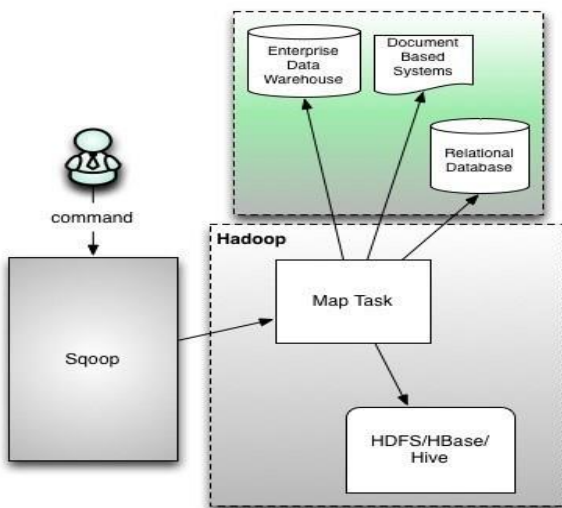 Enterprise
Data
Warehouse
Document
Based
Systems
Relational
Database
command
Hadoop
Map Task
Sqoop
HDFS/HBase/
Hive